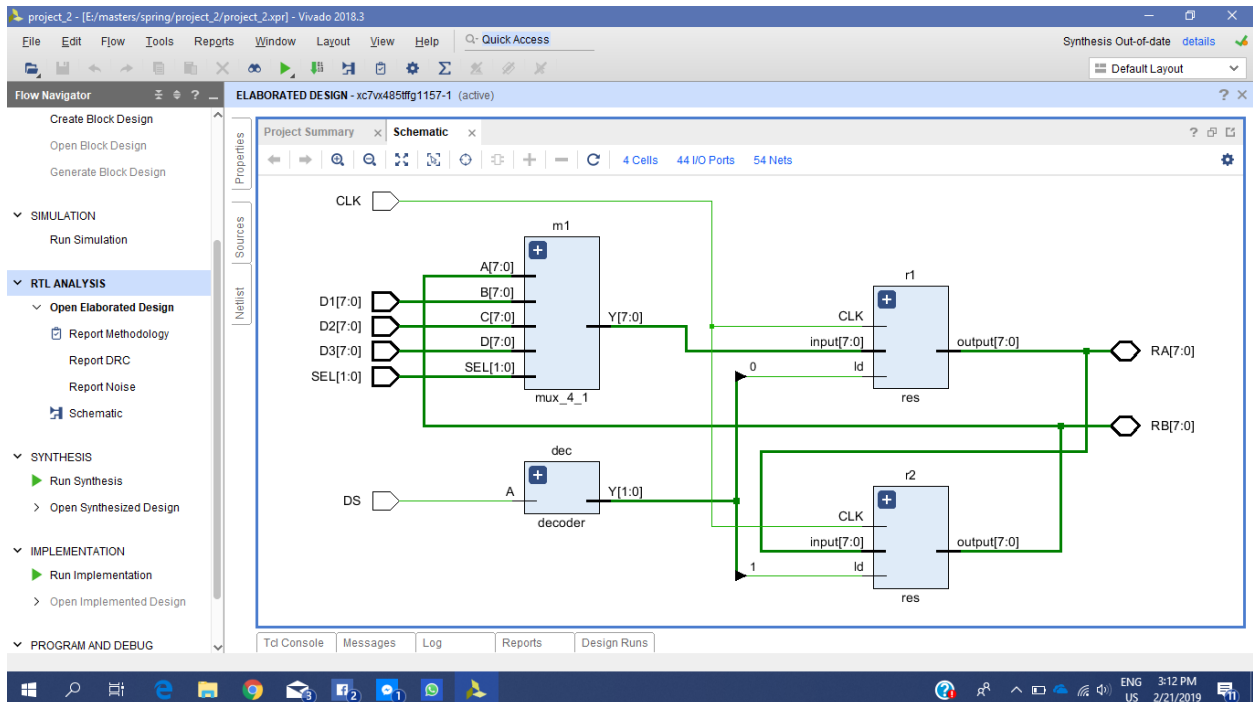 project_2 - [E:/masters/spring/project_2/project_2.xpr] - Vivado 2018.3
File Edit Flow Tools Reports Window Layout View Help Quick Access
Synthesis Out-of-date details
Default Layout
Flow Navigator
ELABORATED DESIGN - xc7vx485tffg1157-1 (active)
Create Block Design
Open Block Design
Generate Block Design
SIMULATION
Run Simulation
RTL ANALYSIS
Open Elaborated Design
Report Methodology
Report DRC
Report Noise
Schematic
SYNTHESIS
Run Synthesis
Open Synthesized Design
IMPLEMENTATION
Run Implementation
Open Implemented Design
PROGRAM AND DEBUG
Properties
Sources
Netlist
Project Summary
Schematic
4 Cells 44 I/O Ports 54 Nets
CLK
D1[7:0]
D2[7:0]
D3[7:0]
SEL[1:0]
DS
m1
A[7:0]
B[7:0]
C[7:0]
D[7:0]
SEL[1:0]
Y[7:0]
mux_4_1
dec
A
Y[1:0]
decoder
r1
CLK
input[7:0]
0
ld
output[7:0]
res
r2
CLK
input[7:0]
1
ld
output[7:0]
res
RA[7:0]
RB[7:0]
Tcl Console Messages Log Reports Design Runs
3
2
1
ENG
US
3:12 PM
2/21/2019
11